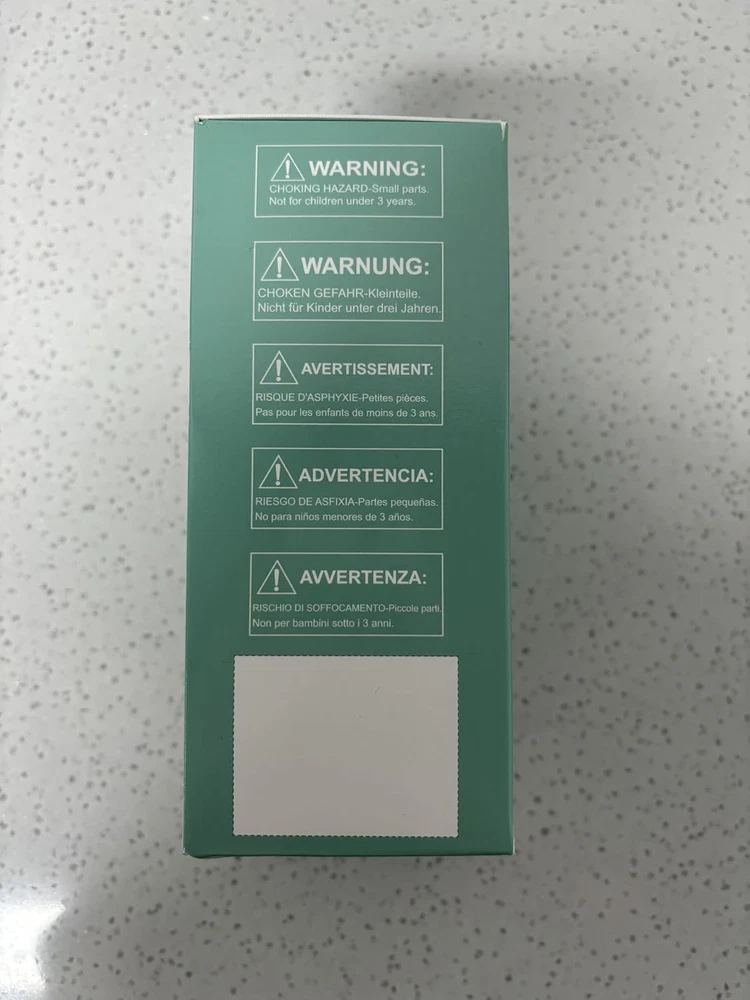 WARNING:
CHOKING HAZARD-Small parts.
Not for children under 3 years.
WARNUNG:
CHOKEN GEFAHR-Kleinteile.
Nicht für Kinder unter drei Jahren.
AVERTISSEMENT:
RISQUE D'ASPHYXIE-Petites pièces.
Pas pour les enfants de moins de 3 ans.
ADVERTENCIA:
RIESGO DE ASFIXIA-Partes pequeñas.
No para niños menores de 3 años.
AVVERTENZA:
RISCHIO DI SOFFOCAMENTO-Piccole parti.
Non per bambini sotto i 3 anni.